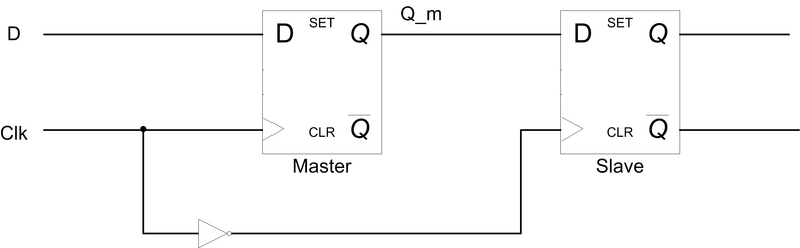 D
Clk
D SET Q
CLR Q
Master
Q_m
D SET Q
CLR Q
Slave